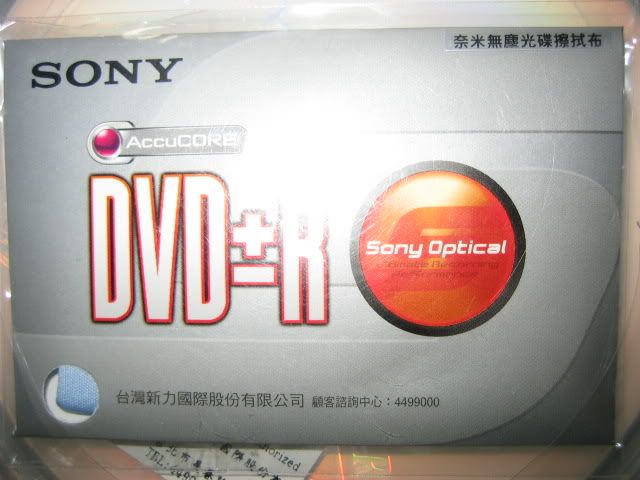 奈米無塵光碟擦拭布
SONY
AccuCORE
DVD±R
Sony Optical
台灣新力國際股份有限公司 顧客諮詢中心：4499000